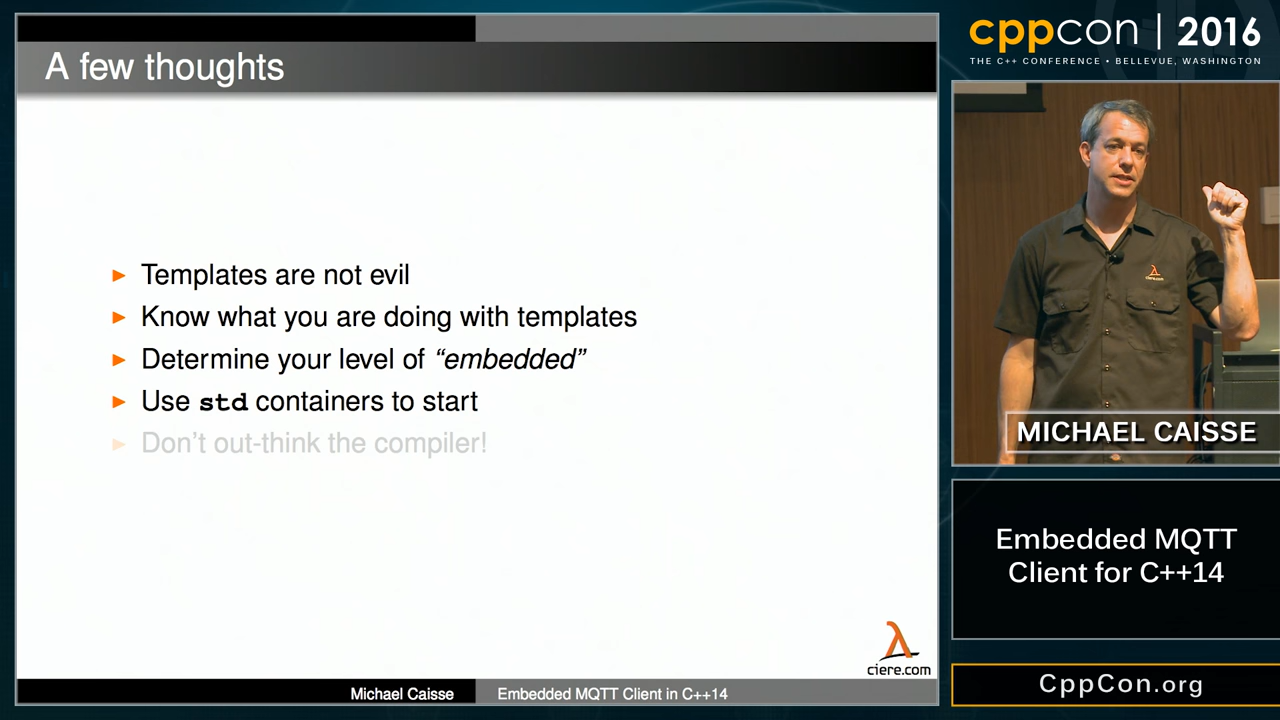 A few thoughts
Templates are not evil
Know what you are doing with templates
Determine your level of “embedded”
Use std containers to start
Don’t out-think the compiler!
λ
ciere.com
Michael Caisse
Embedded MQTT Client in C++14
cppcon | 2016
THE C++ CONFERENCE • BELLEVUE, WASHINGTON
λ
ciere.com
MICHAEL CAISSE
Embedded MQTT
Client for C++14
CppCon.org